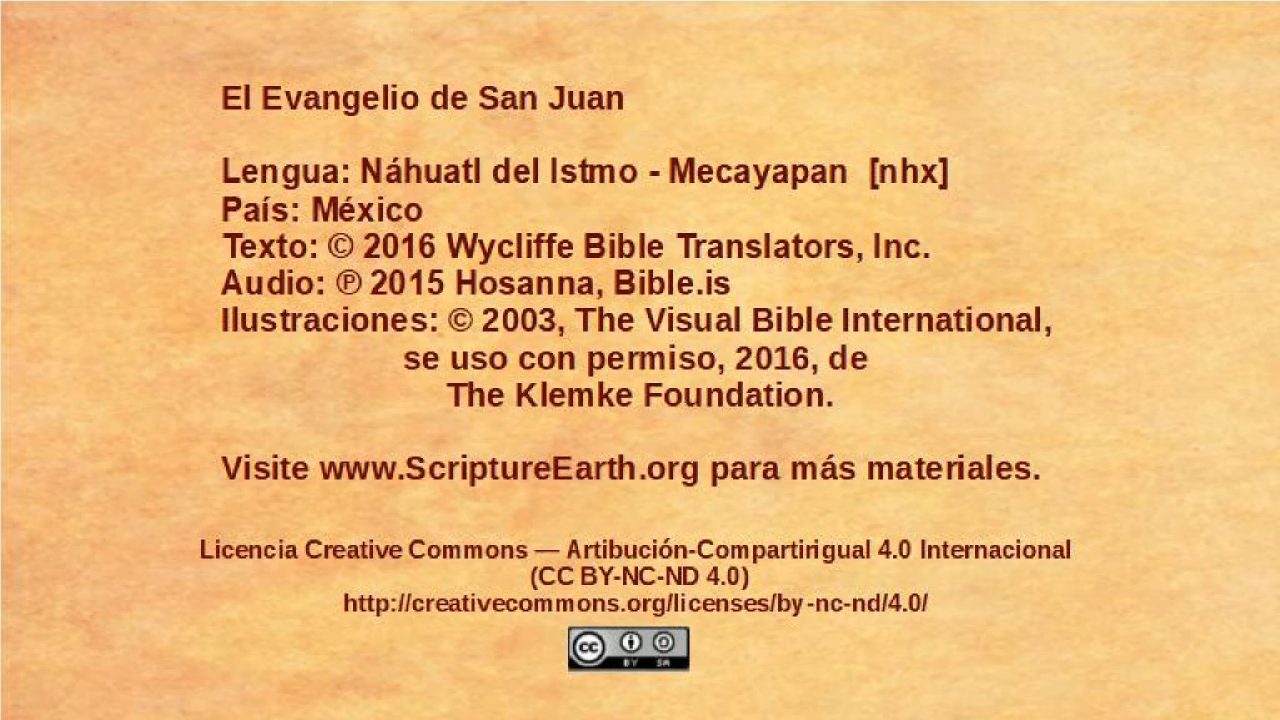 El Evangelio de San Juan
Lengua: Náhuatl del Istmo - Mecayapan [nhx]
País: México
Texto: © 2016 Wycliffe Bible Translators, Inc.
Audio: ℗ 2015 Hosanna, Bible.is
Ilustraciones: © 2003, The Visual Bible International,
se uso con permiso, 2016, de
The Klemke Foundation.
Visite www.ScriptureEarth.org para más materiales.
Licencia Creative Commons — Artibución-Compartirigual 4.0 Internacional
(CC BY-NC-ND 4.0)
http://creativecommons.org/licenses/by-nc-nd/4.0/
cc BY SA